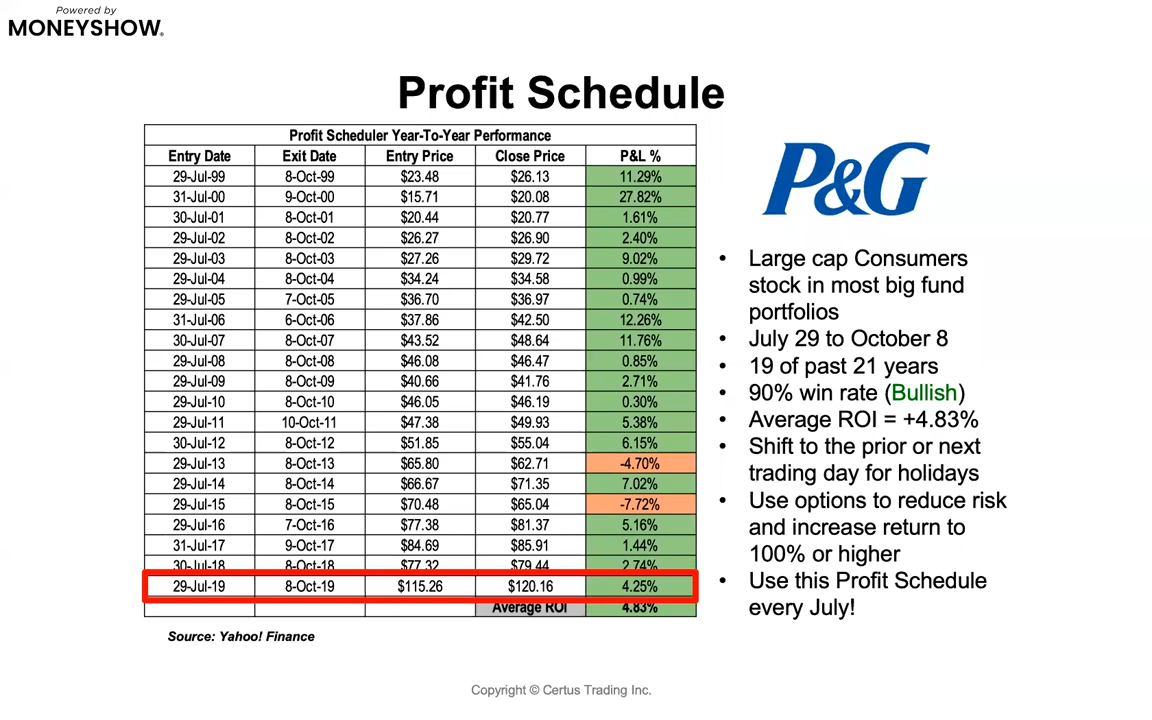 Powered by
MONEYSHOW®
Profit Schedule
Profit Scheduler Year-To-Year Performance
Entry Date Exit Date Entry Price Close Price P&L %
29-Jul-99 8-Oct-99 $23.48 $26.13 11.29%
31-Jul-00 9-Oct-00 $15.71 $20.08 27.82%
30-Jul-01 8-Oct-01 $20.44 $20.77 1.61%
29-Jul-02 8-Oct-02 $26.27 $26.90 2.40%
29-Jul-03 8-Oct-03 $27.26 $29.72 9.02%
29-Jul-04 8-Oct-04 $34.24 $34.58 0.99%
29-Jul-05 7-Oct-05 $36.70 $36.97 0.74%
31-Jul-06 6-Oct-06 $37.86 $42.50 12.26%
30-Jul-07 8-Oct-07 $43.52 $48.64 11.76%
29-Jul-08 8-Oct-08 $46.08 $46.47 0.85%
29-Jul-09 8-Oct-09 $40.66 $41.76 2.71%
29-Jul-10 8-Oct-10 $46.05 $46.19 0.30%
29-Jul-11 10-Oct-11 $47.38 $49.93 5.38%
30-Jul-12 8-Oct-12 $51.85 $55.04 6.15%
29-Jul-13 8-Oct-13 $65.80 $62.71 -4.70%
29-Jul-14 8-Oct-14 $66.67 $71.35 7.02%
29-Jul-15 8-Oct-15 $70.48 $65.04 -7.72%
29-Jul-16 7-Oct-16 $77.38 $81.37 5.16%
31-Jul-17 9-Oct-17 $84.69 $85.91 1.44%
30-Jul-18 8-Oct-18 $77.32 $79.44 2.74%
29-Jul-19 8-Oct-19 $115.26 $120.16 4.25%
Average ROI 4.83%
Source: Yahoo! Finance
P&G
• Large cap Consumers
stock in most big fund
portfolios
• July 29 to October 8
• 19 of past 21 years
• 90% win rate (Bullish)
• Average ROI = +4.83%
• Shift to the prior or next
trading day for holidays
• Use options to reduce risk
and increase return to
100% or higher
• Use this Profit Schedule
every July!
Copyright © Certus Trading Inc.